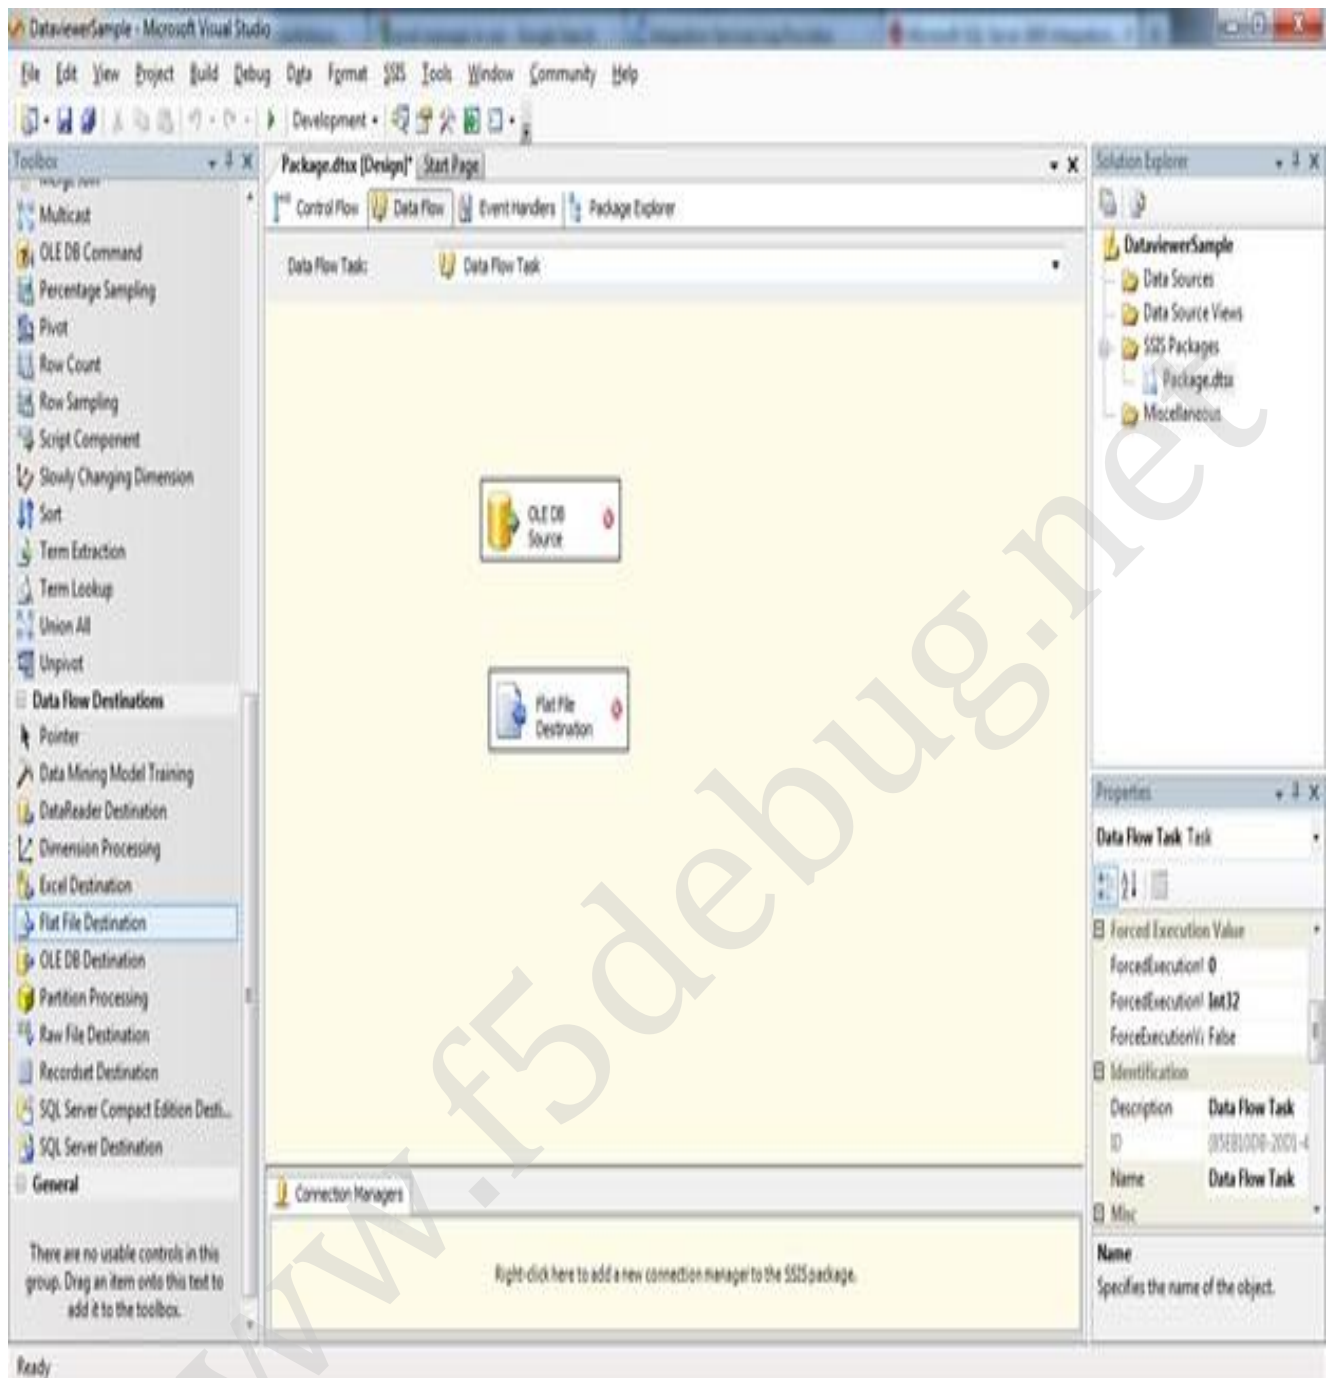 DataviewerSample - Microsoft Visual Studio
File Edit View Project Build Debug Data Format SSIS Tools Window Community Help
Development
Toolbox
Multicast
OLE DB Command
Percentage Sampling
Pivot
Row Count
Row Sampling
Script Component
Slowly Changing Dimension
Sort
Term Extraction
Term Lookup
Union All
Unpivot
Data Flow Destinations
Pointer
Data Mining Model Training
DataReader Destination
Dimension Processing
Excel Destination
Flat File Destination
OLE DB Destination
Partition Processing
Raw File Destination
Recordset Destination
SQL Server Compact Edition Desti...
SQL Server Destination
General
There are no usable controls in this
group. Drag an item onto this text to
add it to the toolbox.
Package.dtsx [Design]* Start Page
Control Flow Data Flow Event Handlers Package Explorer
Data Flow Task: Data Flow Task
OLE DB
Source
Flat File
Destination
Connection Managers
Right-click here to add a new connection manager to the SSIS package.
Solution Explorer
DataviewerSample
Data Sources
Data Source Views
SSIS Packages
Package.dtsx
Miscellaneous
Properties
Data Flow Task Task
Forced Execution Value
ForcedExecution 0
ForcedExecution Int32
ForceExecutionV False
Identification
Description Data Flow Task
ID
Name Data Flow Task
Misc
Name
Specifies the name of the object.
Ready
www.f5debug.net